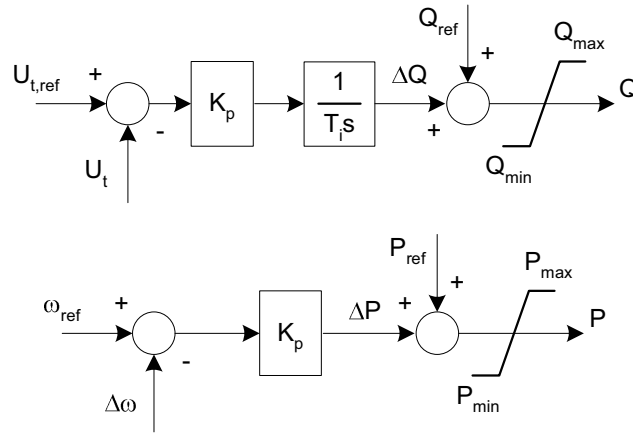 Q_ref
Q_max
U_t,ref
+
+
K_p
1
T_i s
ΔQ
Q
-
+
U_t
Q_min
P_ref
P_max
ω_ref
+
+
+
K_p
ΔP
P
-
Δω
P_min